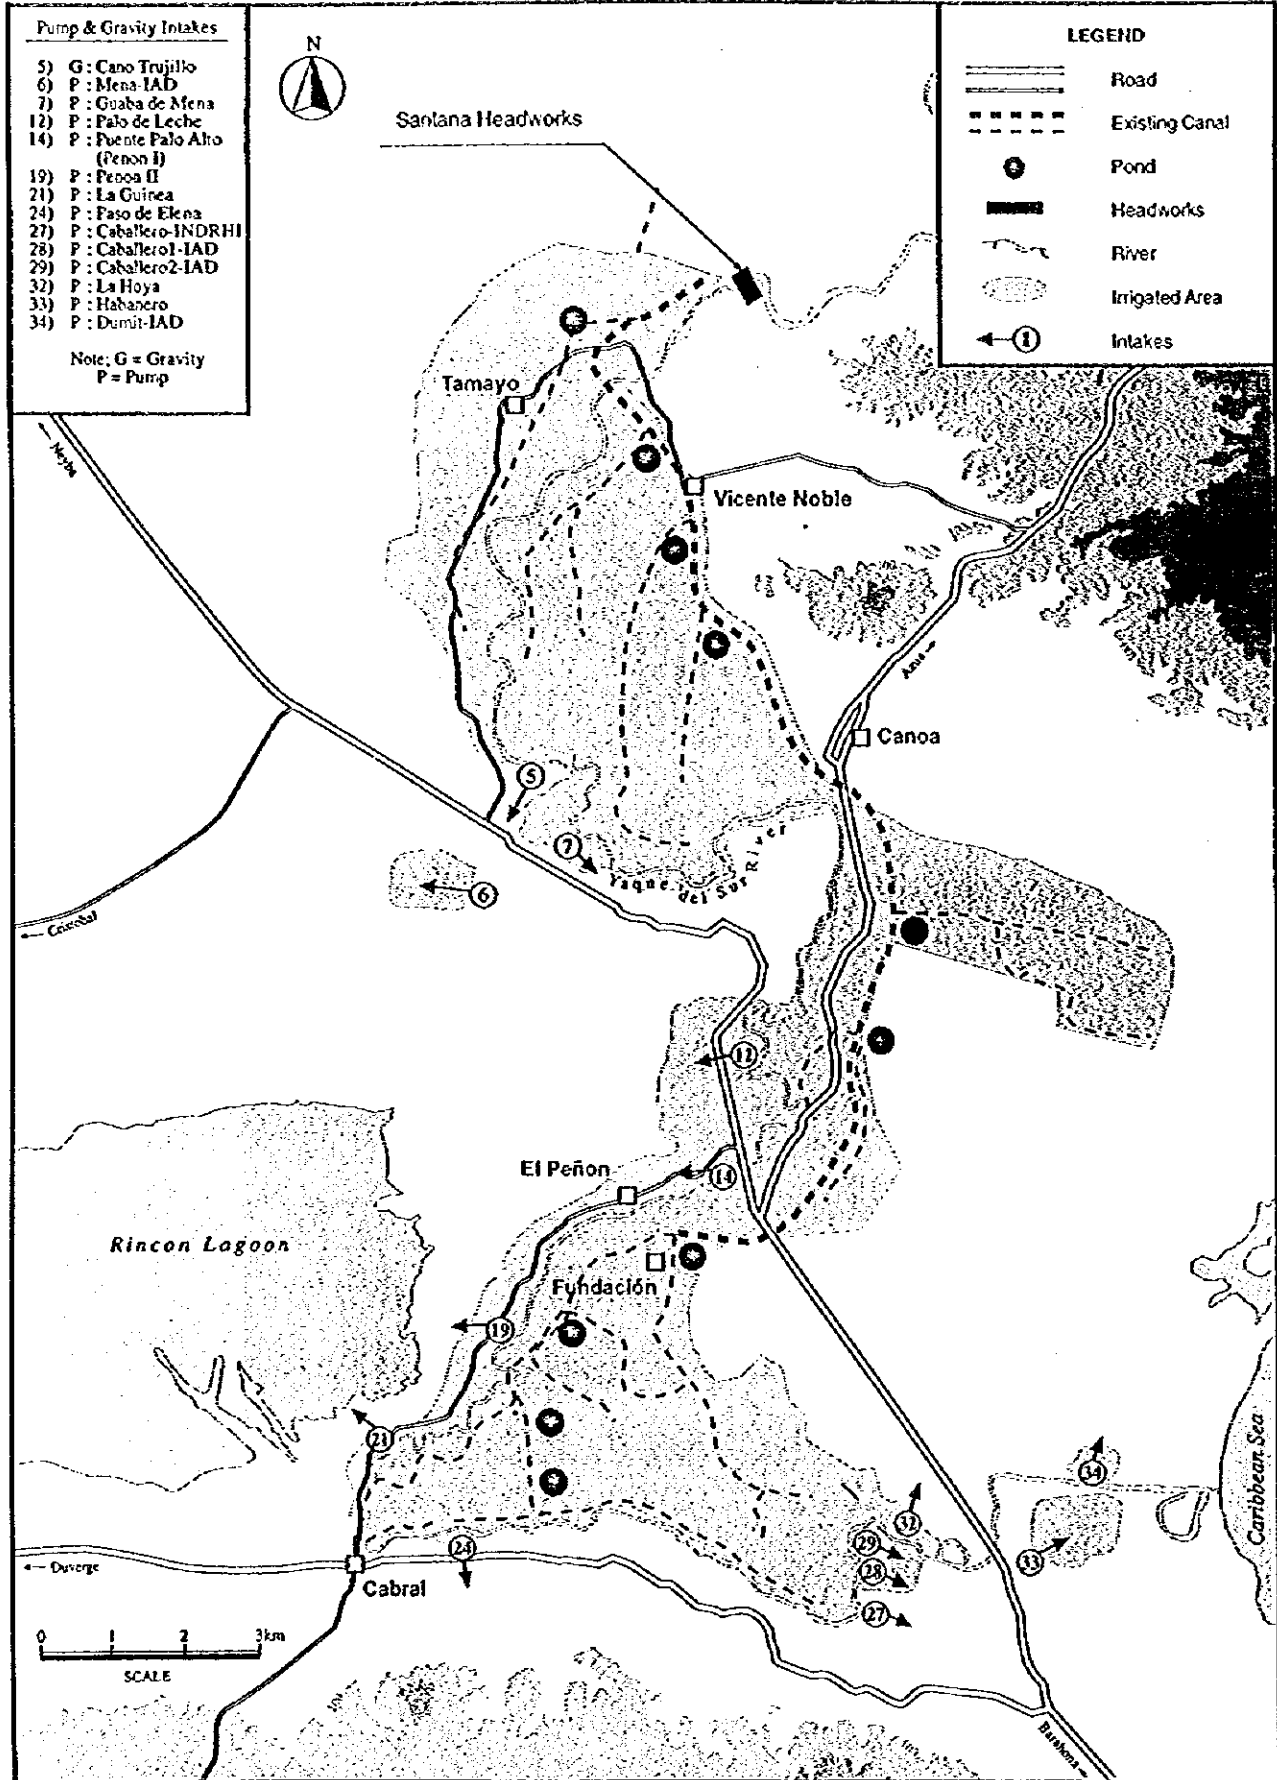 Pump & Gravity Intakes
5) G : Cano Trujillo
6) P : Mena-IAD
7) P : Guaba de Mena
12) P : Palo de Leche
14) P : Puente Palo Alto
(Penon I)
19) P : Penon II
21) P : La Guinea
24) P : Paso de Elena
27) P : Caballero-INDRHI
28) P : Caballero1-IAD
29) P : Caballero2-IAD
32) P : La Hoya
33) P : Habanero
34) P : Dumit-IAD
Note; G = Gravity
P = Pump
N
Santana Headworks
LEGEND
Road
Existing Canal
Pond
Headworks
River
Irrigated Area
1 Intakes
Tamayo
Neyba
Vicente Noble
Azua
Canoa
5
7
Yaque del Sur River
6
Cristobal
12
El Peñon
14
Rincon Lagoon
Fundación
19
21
34
Caribbean Sea
32
29
33
28
24
Duverge
Cabral
27
0 1 2 3km
SCALE
Barahona